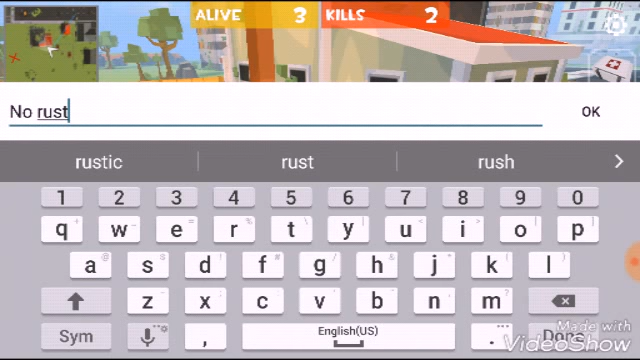 ALIVE 3 KILLS 2
No rust
OK
rustic rust rush >
1 2 3 4 5 6 7 8 9 0
q w e r t y u i o p
a s d f g h j k l
z x c v b n m
Sym , English(US) . Done
Made with
VideoShow